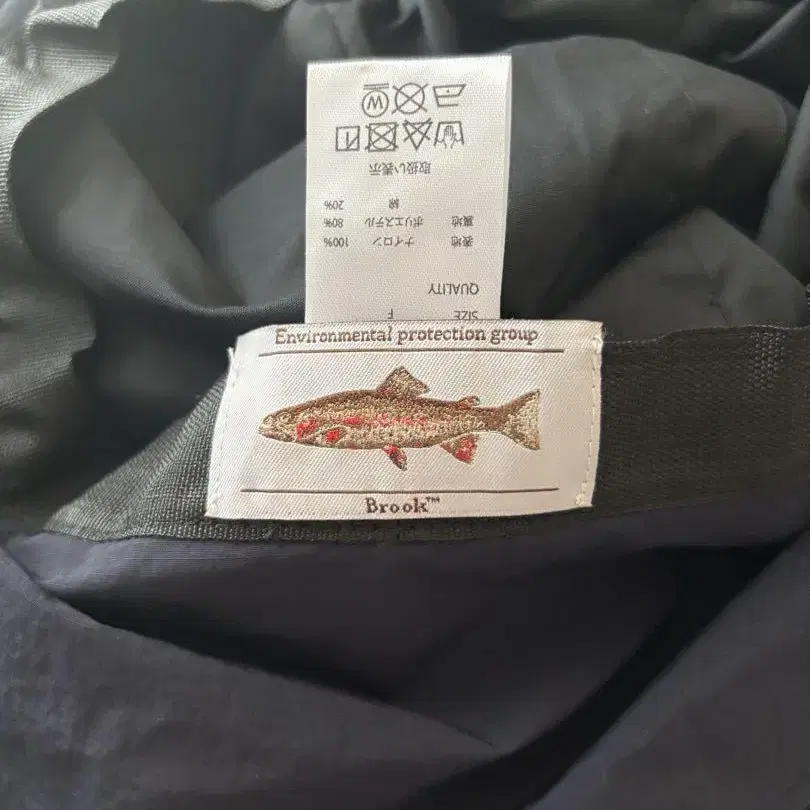 SIZE F
QUALITY
表地 ナイロン 100%
裏地 ポリエステル 80%
綿 20%
取扱い表示
W
Environmental protection group
Brook™